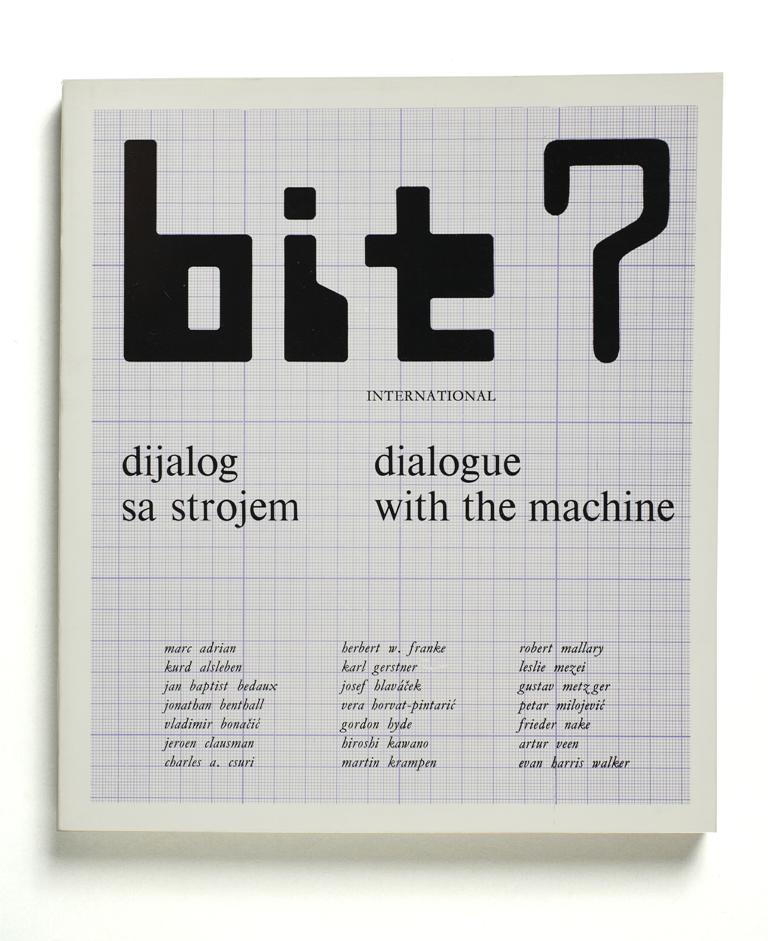 bit 7
INTERNATIONAL
dijalog
sa strojem
dialogue
with the machine
marc adrian
kurd alsleben
jan baptist bedaux
jonathan benthall
vladimir bonačić
jeroen clausman
charles a. csuri
herbert w. franke
karl gerstner
josef hlaváček
vera horvat-pintarić
gordon hyde
hiroshi kawano
martin krampen
robert mallary
leslie mezei
gustav metzger
petar milojević
frieder nake
artur veen
evan harris walker